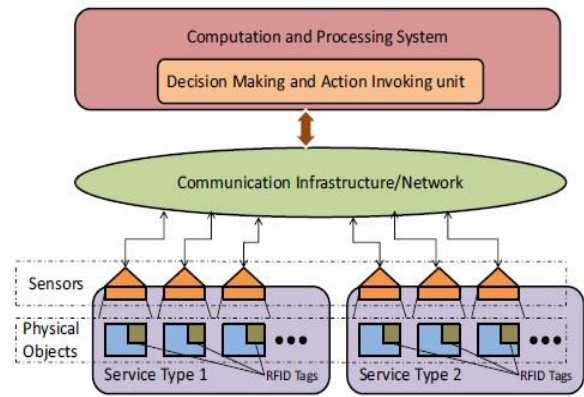 Computation and Processing System
Decision Making and Action Invoking unit
Communication Infrastructure/Network
Sensors
Physical
Objects
Service Type 1
RFID Tags
Service Type 2
RFID Tags